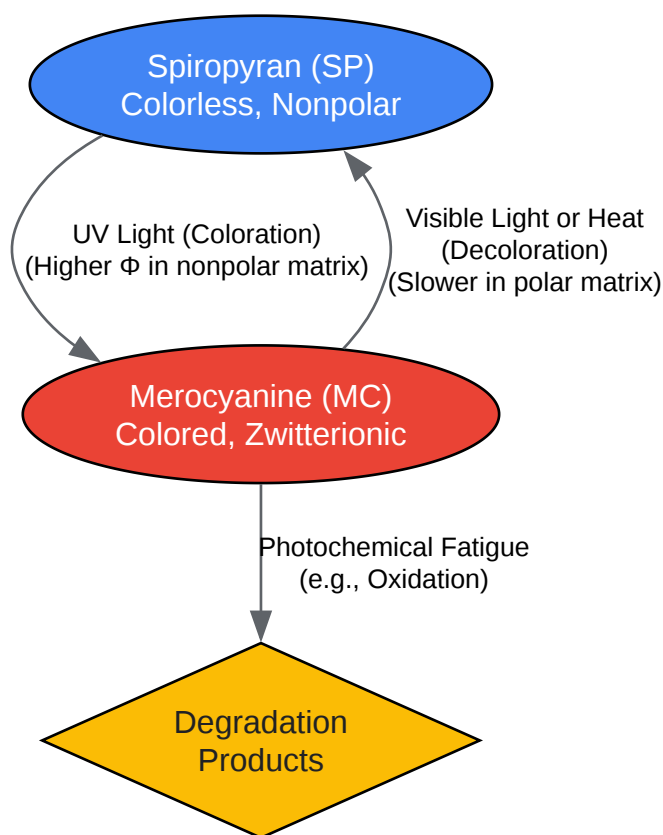 Spiropyran (SP)
Colorless, Nonpolar
UV Light (Coloration)
(Higher Φ in nonpolar matrix)
Visible Light or Heat
(Decoloration)
(Slower in polar matrix)
Merocyanine (MC)
Colored, Zwitterionic
Photochemical Fatigue
(e.g., Oxidation)
Degradation
Products